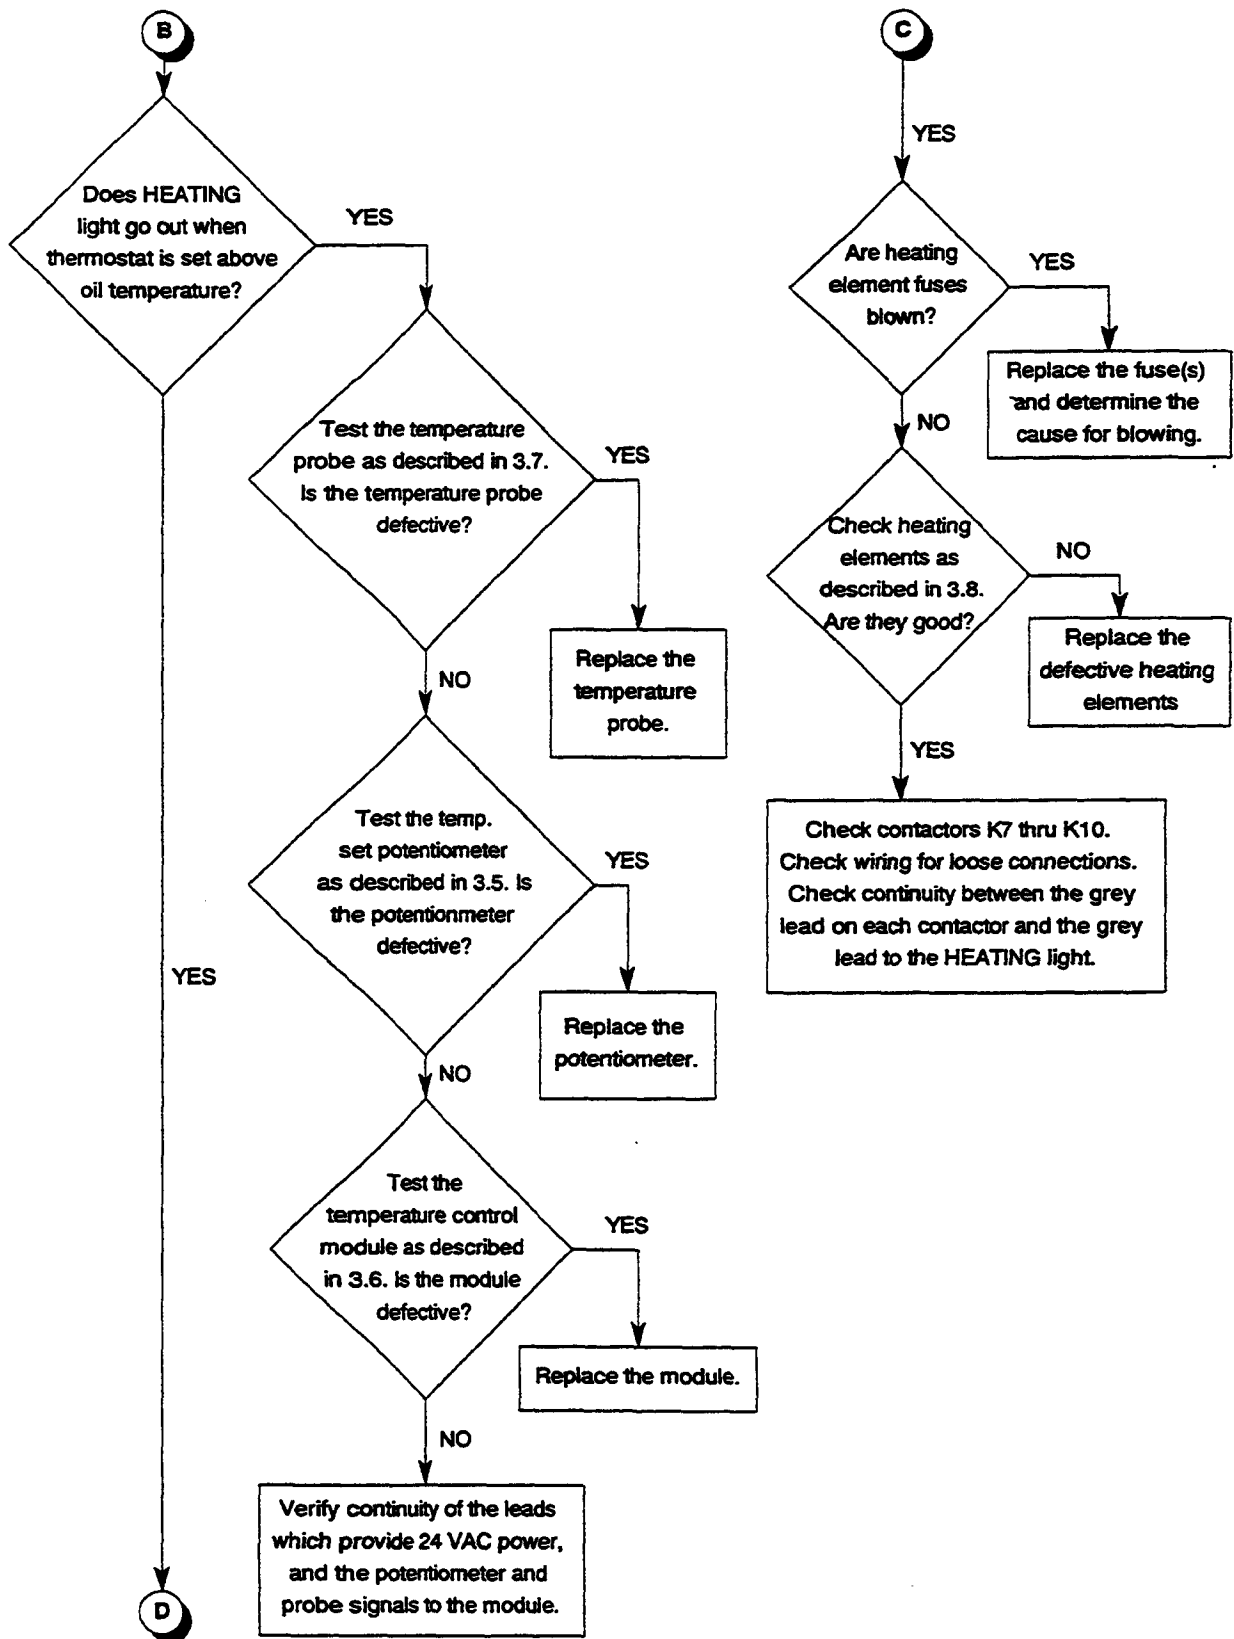 B
Does HEATING
light go out when
thermostat is set above
oil temperature?
YES
YES
Test the temperature
probe as described in 3.7.
Is the temperature probe
defective?
YES
Replace the
temperature
probe.
NO
Test the temp.
set potentiometer
as described in 3.5. Is
the potentionmeter
defective?
YES
Replace the
potentiometer.
NO
Test the
temperature control
module as described
in 3.6. Is the module
defective?
YES
Replace the module.
NO
Verify continuity of the leads
which provide 24 VAC power,
and the potentiometer and
probe signals to the module.
D
C
YES
Are heating
element fuses
blown?
YES
Replace the fuse(s)
and determine the
cause for blowing.
NO
Check heating
elements as
described in 3.8.
Are they good?
NO
Replace the
defective heating
elements
YES
Check contactors K7 thru K10.
Check wiring for loose connections.
Check continuity between the grey
lead on each contactor and the grey
lead to the HEATING light.